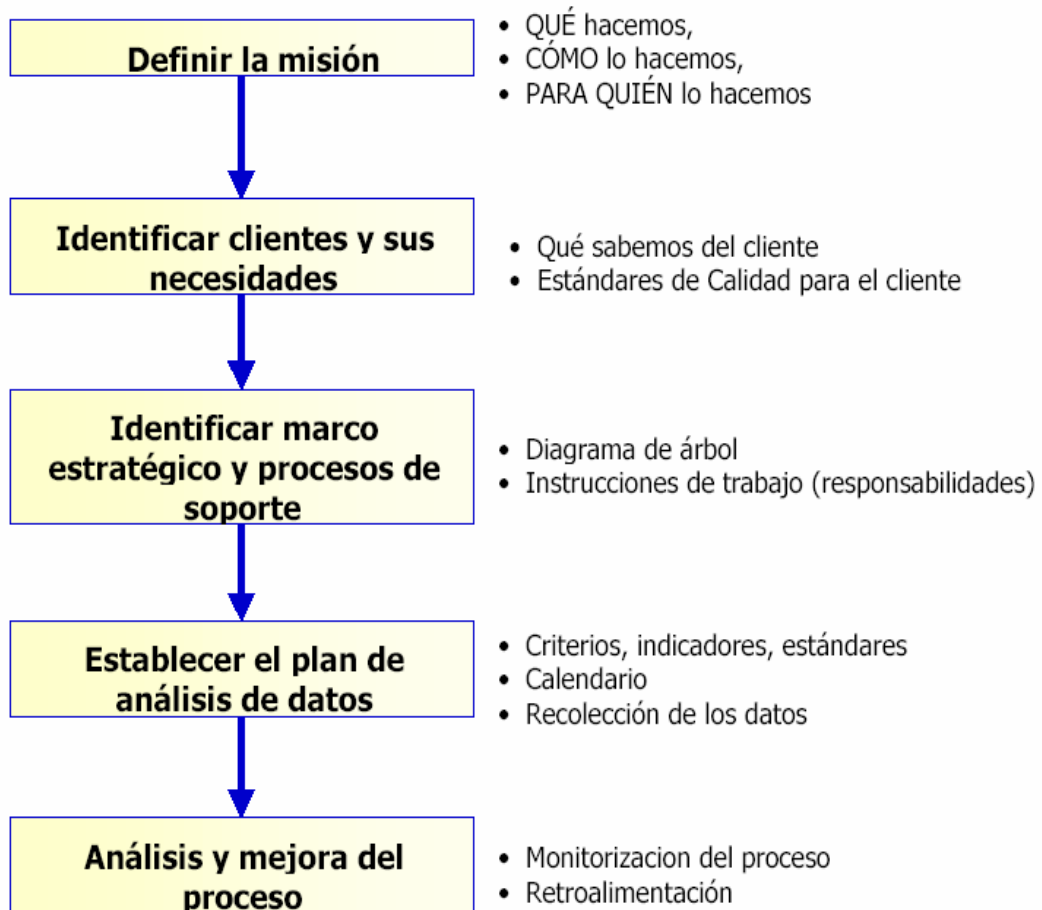 Definir la misión
• QUÉ hacemos,
• CÓMO lo hacemos,
• PARA QUIÉN lo hacemos
Identificar clientes y sus
necesidades
• Qué sabemos del cliente
• Estándares de Calidad para el cliente
Identificar marco
estratégico y procesos de
soporte
• Diagrama de árbol
• Instrucciones de trabajo (responsabilidades)
Establecer el plan de
análisis de datos
• Criterios, indicadores, estándares
• Calendario
• Recolección de los datos
Análisis y mejora del
proceso
• Monitorizacion del proceso
• Retroalimentación